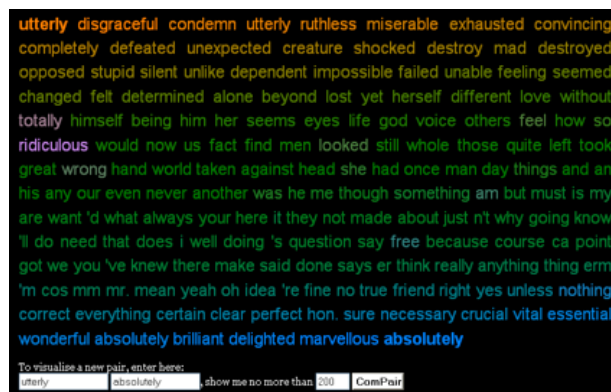 utterly disgraceful condemn utterly ruthless miserable exhausted convincing
completely defeated unexpected creature shocked destroy mad destroyed
opposed stupid silent unlike dependent impossible failed unable feeling seemed
changed felt determined alone beyond lost yet herself different love without
totally himself being him her seems eyes life god voice others feel how so
ridiculous would now us fact find men looked still whole those quite left took
great wrong hand world taken against head she had once man day things and an
his any our even never another was he me though something am but must is my
are want 'd what always your here it they not made about just n't why going know
'll do need that does i well doing 's question say free because course ca point
got we you 've knew there make said done says er think really anything thing erm
'm cos mm mr. mean yeah oh idea 're fine no true friend right yes unless nothing
correct everything certain clear perfect hon. sure necessary crucial vital essential
wonderful absolutely brilliant delighted marvellous absolutely
To visualise a new pair, enter here:
utterly absolutely , show me no more than 200 ComPair